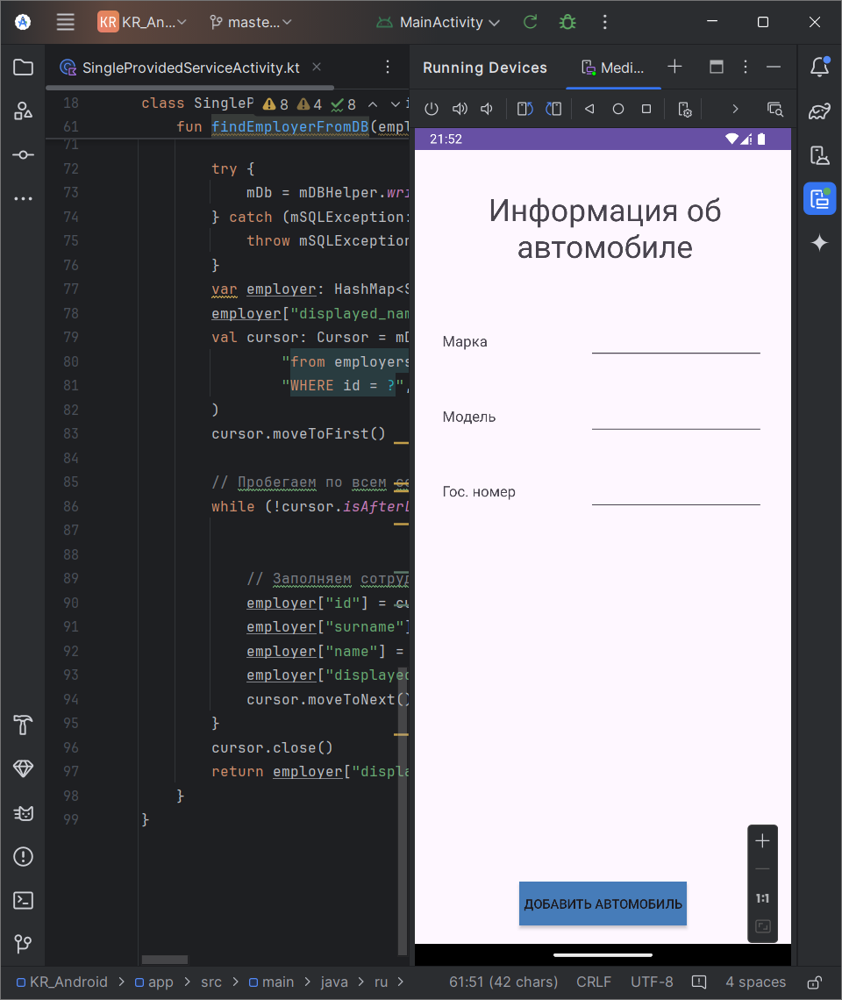 KR KR_An... maste... MainActivity
SingleProvidedServiceActivity.kt Running Devices Medi...
18 class SingleP 8 4 8
61 fun findEmployerFromDB(empl
71
72 try {
73 mDb = mDBHelper.wri
74 } catch (mSQLException:
75 throw mSQLException
76 }
77 var employer: HashMap<S
78 employer["displayed_nam
79 val cursor: Cursor = mD
80 "from employers
81 "WHERE id = ?",
82 )
83 cursor.moveToFirst()
84
85 // Пробегаем по всем
86 while (!cursor.isAfterL
87
88
89 // Заполняем сотруд
90 employer["id"] = cu
91 employer["surname"]
92 employer["name"] =
93 employer["displayed
94 cursor.moveToNext()
95 }
96 cursor.close()
97 return employer["displa
98 }
99 }
21:52
Информация об
автомобиле
Марка
Модель
Гос. номер
1:1
ДОБАВИТЬ АВТОМОБИЛЬ
KR_Android > app > src > main > java > ru > 61:51 (42 chars) CRLF UTF-8 4 spaces